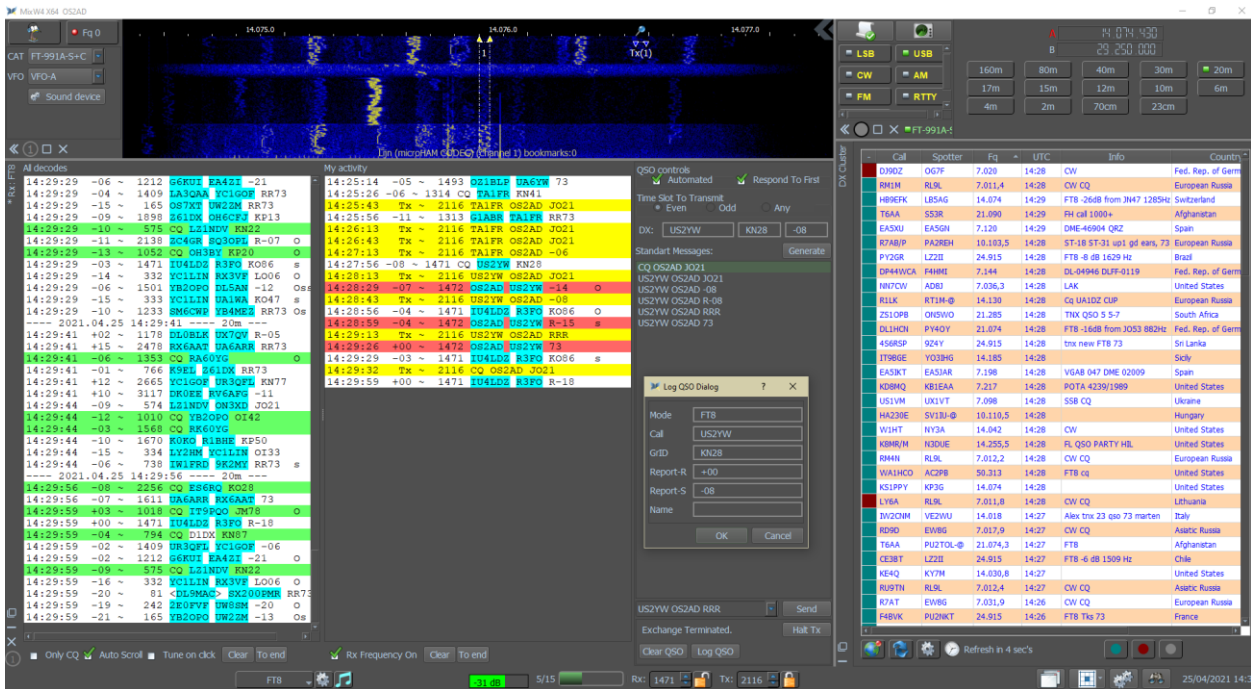 MixW4 X64 OS2AD
Fq 0
CAT FT-991A-S+C
VFO VFO-A
Sound device
14.075.0 14.076.0 14.077.0
1
Tx(1)
Lin (microHAM CODEC) (channel 1) bookmarks:0
LSB USB
CW AM
FM RTTY
A 14 074 430
B 29 250 000
160m 80m 40m 30m 20m
17m 15m 12m 10m 6m
4m 2m 70cm 23cm
FT-991A-S
Rx: FT8
All decodes
14:29:29 -06 ~ 1212 G6KUI EA4ZI -21
14:29:29 -04 ~ 1409 LA3QAA YC1GOF RR73
14:29:29 -15 ~ 165 OS7XT UW2ZM RR73
14:29:29 -09 ~ 1898 Z61DX OH6CFJ KP13
14:29:29 -10 ~ 575 CQ LZ1NDV KN22
14:29:29 -11 ~ 2138 ZC4GR SQ3OPL R-07 O
14:29:29 -13 ~ 1052 CQ OH3BY KP20 O
14:29:29 -03 ~ 1471 IU4LDZ R3FO KO86 s
14:29:29 -14 ~ 332 YC1LIN RX3VF LO06 O
14:29:29 -06 ~ 1501 YB2OPO DL5AN -12 Oss
14:29:29 -15 ~ 333 YC1LIN UA1WA KO47 s
14:29:29 -10 ~ 1233 SM6CWP YB4MEZ RR73 Os
---- 2021.04.25 14:29:41 ---- 20m ---
14:29:41 +02 ~ 1178 DL0BLK UX7QV -05
14:29:41 +15 ~ 2478 RX6AAT UA6ARR RR73
14:29:41 -06 ~ 1353 CQ RA60YG O
14:29:41 -01 ~ 766 K9EL Z61DX RR73
14:29:41 +12 ~ 2665 YC1GOF UR3QFL KN77
14:29:41 +10 ~ 3117 DK0EE RV6AFG -11
14:29:44 -09 ~ 574 LZ1NDV ON3XD JO21
14:29:44 -12 ~ 1010 CQ YB2OPO OI42
14:29:44 -03 ~ 1568 CQ RK60YG
14:29:44 -10 ~ 1670 K0KO R1BHE KP50
14:29:44 -15 ~ 334 LY2HM YC1LIN OI33
14:29:44 -06 ~ 738 IW1FRD 9K2MY RR73 s
---- 2021.04.25 14:29:56 ---- 20m ---
14:29:56 -08 ~ 2256 CQ ES6RQ KO28
14:29:56 -07 ~ 1611 UA6ARR RX6AAT 73
14:29:59 +03 ~ 1018 CQ IT9PQO JM78 O
14:29:59 +00 ~ 1471 IU4LDZ R3FO R-18
14:29:59 -04 ~ 794 CQ D1DX KN87
14:29:59 -02 ~ 1409 UR3QFL YC1GOF -06
14:29:59 -02 ~ 1212 G6KUI EA4ZI -21 O
14:29:59 -09 ~ 575 CQ LZ1NDV KN22
14:29:59 -16 ~ 332 YC1LIN RX3VF LO06 O
14:29:59 -20 ~ 81 <DL9MAC> SX200PMR RR73
14:29:59 -19 ~ 242 2E0FVF UW8SM -20 O
14:29:59 -21 ~ 165 YB2OPO UW2ZM -13 Os
Only CQ Auto Scroll Tune on click Clear To end
My activity
14:25:14 -05 ~ 1493 OZ1BLP UA6YW 73
14:25:26 -06 ~ 1314 CQ TA1FR KN41
14:25:43 Tx ~ 2116 TA1FR OS2AD JO21
14:25:56 -11 ~ 1313 G1ABR TA1FR RR73
14:26:13 Tx ~ 2116 TA1FR OS2AD JO21
14:26:43 Tx ~ 2116 TA1FR OS2AD JO21
14:27:13 Tx ~ 2116 TA1FR OS2AD -06
14:27:56 -08 ~ 1471 CQ US2YW KN28
14:28:13 Tx ~ 2116 US2YW OS2AD JO21
14:28:29 -07 ~ 1472 OS2AD US2YW -14 O
14:28:43 Tx ~ 2116 US2YW OS2AD -08
14:28:56 -04 ~ 1471 IU4LDZ R3FO KO86 O
14:28:59 -04 ~ 1472 OS2AD US2YW R-15 s
14:29:13 Tx ~ 2116 US2YW OS2AD RRR
14:29:26 +00 ~ 1472 OS2AD US2YW 73
14:29:29 -03 ~ 1471 IU4LDZ R3FO KO86 s
14:29:32 Tx ~ 2116 CQ OS2AD JO21
14:29:59 +00 ~ 1471 IU4LDZ R3FO R-18
Rx Frequency On Clear To end
QSO controls
Automated Respond To First
Time Slot To Transmit
Even Odd Any
DX: US2YW KN28 -08
Standart Messages: Generate
CQ OS2AD JO21
US2YW OS2AD JO21
US2YW OS2AD -08
US2YW OS2AD R-08
US2YW OS2AD RRR
US2YW OS2AD 73
Log QSO Dialog ? X
Mode FT8
Call US2YW
GrID KN28
Report-R +00
Report-S -08
Name
OK Cancel
US2YW OS2AD RRR Send
Exchange Terminated. Halt Tx
Clear QSO Log QSO
DX Cluster
- Call Spotter Fq UTC Info Country
DJ9DZ OG7F 7.020 14:28 CW Fed. Rep. of Germ
RM1M RL9L 7.011,4 14:28 CW CQ European Russia
HB9EFK LB5AG 14.074 14:29 FT8 -26dB from JN47 1285Hz Switzerland
T6AA S53R 21.090 14:29 FH call 1000+ Afghanistan
EA5XU EA5GN 7.120 14:29 DME-46904 QRZ Spain
R7AB/P PA2REH 10.103,5 14:28 ST-18 ST-31 up1 gd ears, 73 European Russia
PY2GR LZ2II 24.915 14:28 FT8 -8 dB 1629 Hz Brazil
DP44WCA F4HMI 7.144 14:28 DL-04946 DLFF-0119 Fed. Rep. of Germ
NN7CW AD8J 7.036,3 14:28 LAK United States
R1LK RT1M-@ 14.130 14:28 Cq UA1DZ CUP European Russia
ZS1OPB ON5WO 21.285 14:28 TNX QSO 5 5-7 South Africa
DL1HCN PY4OY 21.074 14:28 FT8 -16dB from JO53 882Hz Fed. Rep. of Germ
4S6RSP 9Z4Y 24.915 14:28 tnx new FT8 73 Sri Lanka
IT9BGE YO3IHG 14.185 14:28 Sicily
EA5IKT EA5JAR 7.198 14:28 VGAB 047 DME 02009 Spain
KD8MQ KB1EAA 7.217 14:28 POTA 4239/1989 United States
US1VM UX1VT 7.098 14:28 SSB CQ Ukraine
HA230E SV1IU-@ 10.110,5 14:28 Hungary
W1HT NY3A 14.042 14:28 CW United States
K8MR/M N3DUE 14.255,5 14:28 FL QSO PARTY HIL United States
RM4N RL9L 7.012,2 14:28 CW CQ European Russia
WA1HCO AC2PB 50.313 14:28 FT8 cq United States
KS1PPY KP3G 14.074 14:28 United States
LY6A RL9L 7.011,8 14:28 CW CQ Lithuania
IW2CNM VE2WU 14.018 14:28 Alex tnx 23 qso 73 marten Italy
RD9D EW8G 7.017,9 14:27 CW CQ Asiatic Russia
T6AA PU2TOL-@ 21.074,3 14:27 FT8 Afghanistan
CE3BT LZ2II 24.915 14:27 FT8 -6 dB 1509 Hz Chile
KE4Q KY7M 14.030,8 14:27 United States
RU9TN RL9L 7.012,4 14:27 CW CQ Asiatic Russia
R7AT EW8G 7.031,9 14:26 CW CQ European Russia
F4BVK PU2NKT 24.915 14:26 FT8 Tks 73 France
Refresh in 4 sec's
FT8
-31 dB 5/15
Rx: 1471 Tx: 2116
25/04/2021